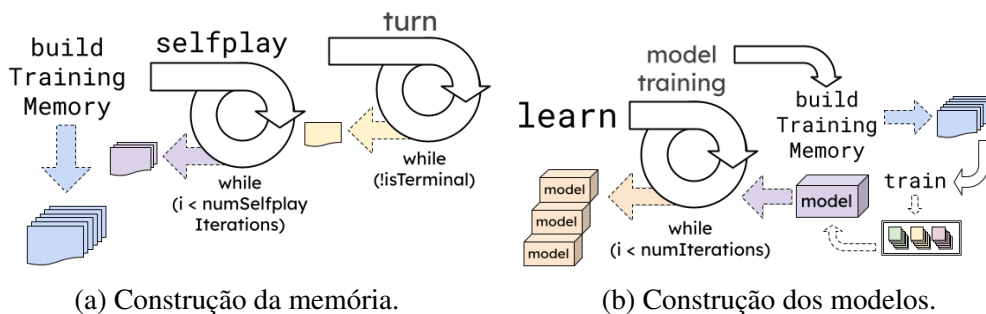 build
Training
Memory
selfplay
while
(i < numSelfplay
Iterations)
turn
while
(!isTerminal)
(a) Construção da memória.
learn
model
training
while
(i < numIterations)
build
Training
Memory
train
model
model
model
model
(b) Construção dos modelos.